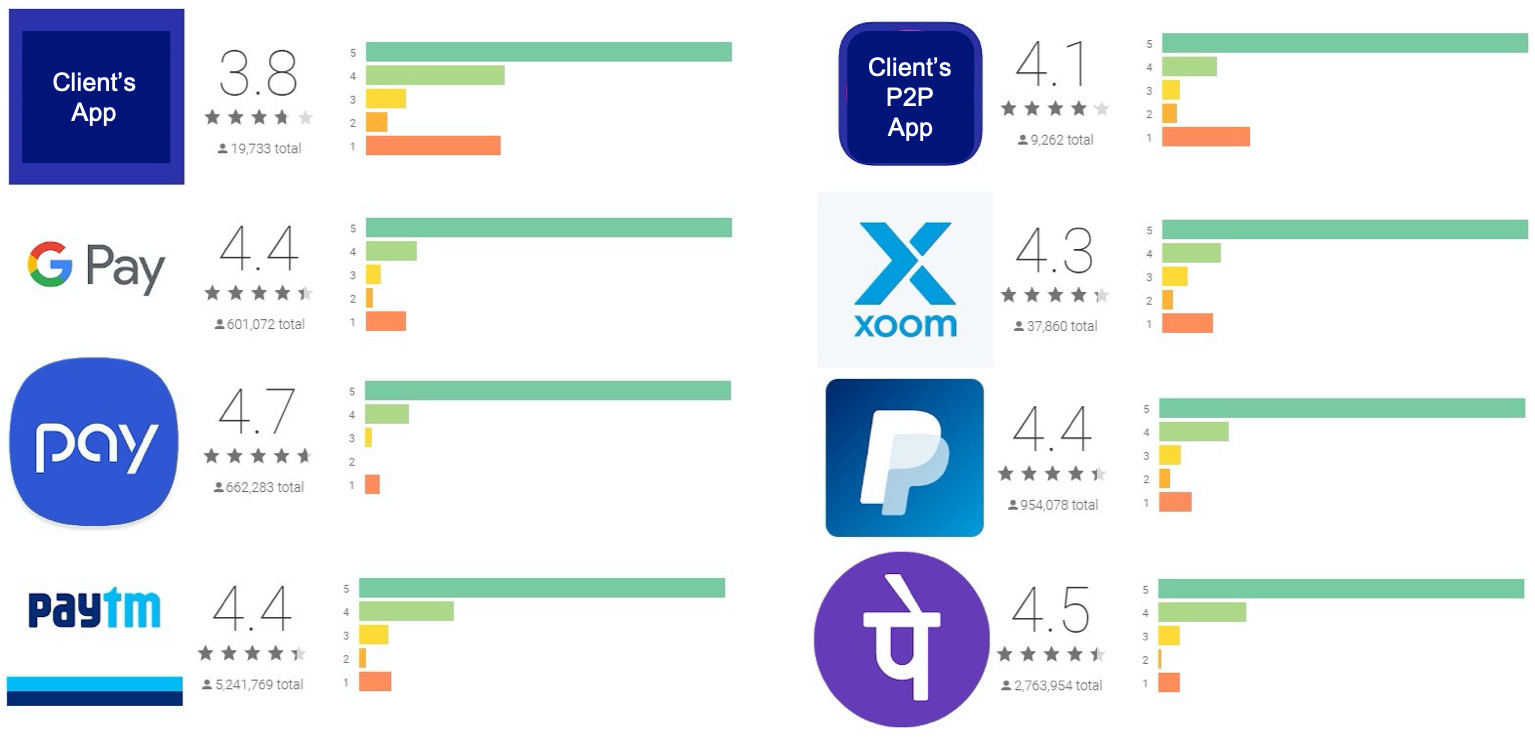 Client's
App
3.8
19,733 total
5
4
3
2
1
Client's
P2P
App
4.1
9,262 total
5
4
3
2
1
G Pay
4.4
601,072 total
5
4
3
2
1
xoom
4.3
37,860 total
5
4
3
2
1
pay
4.7
662,283 total
5
4
3
2
1
P
4.4
954,078 total
5
4
3
2
1
paytm
4.4
5,241,769 total
5
4
3
2
1
पे
4.5
2,763,954 total
5
4
3
2
1